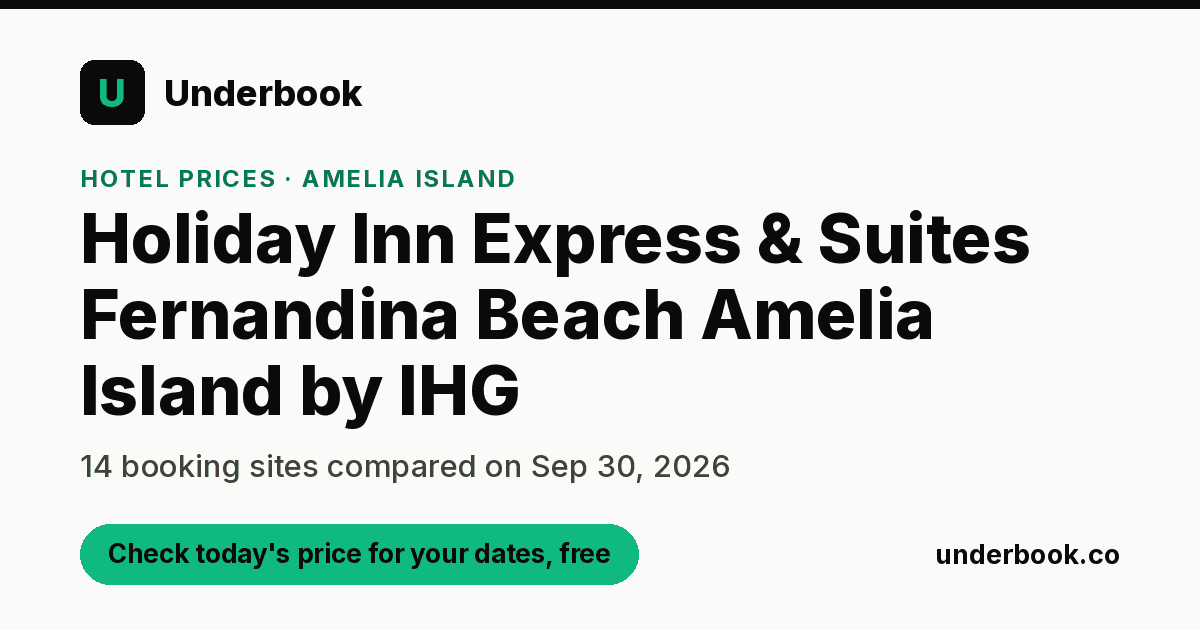 U Underbook
HOTEL PRICES · AMELIA ISLAND
Holiday Inn Express & Suites
Fernandina Beach Amelia
Island by IHG
14 booking sites compared on Sep 30, 2026
Check today's price for your dates, free
underbook.co